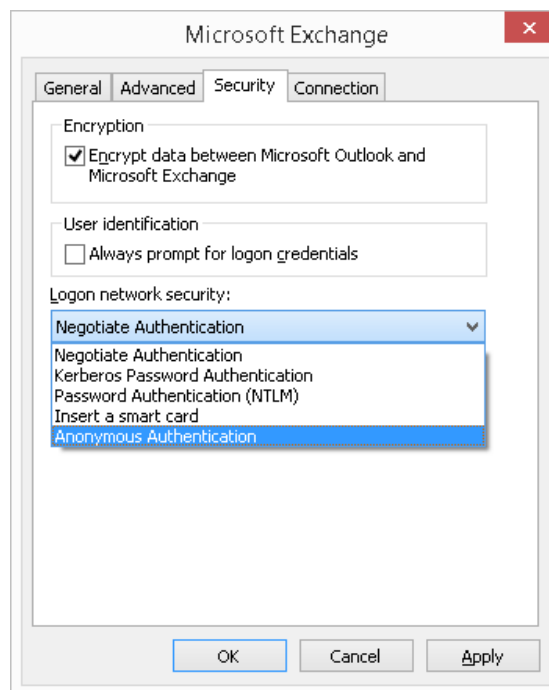 Microsoft Exchange
General
Advanced
Security
Connection
Encryption
Encrypt data between Microsoft Outlook and
Microsoft Exchange
User identification
Always prompt for logon credentials
Logon network security:
Negotiate Authentication
Negotiate Authentication
Kerberos Password Authentication
Password Authentication (NTLM)
Insert a smart card
Anonymous Authentication
OK
Cancel
Apply